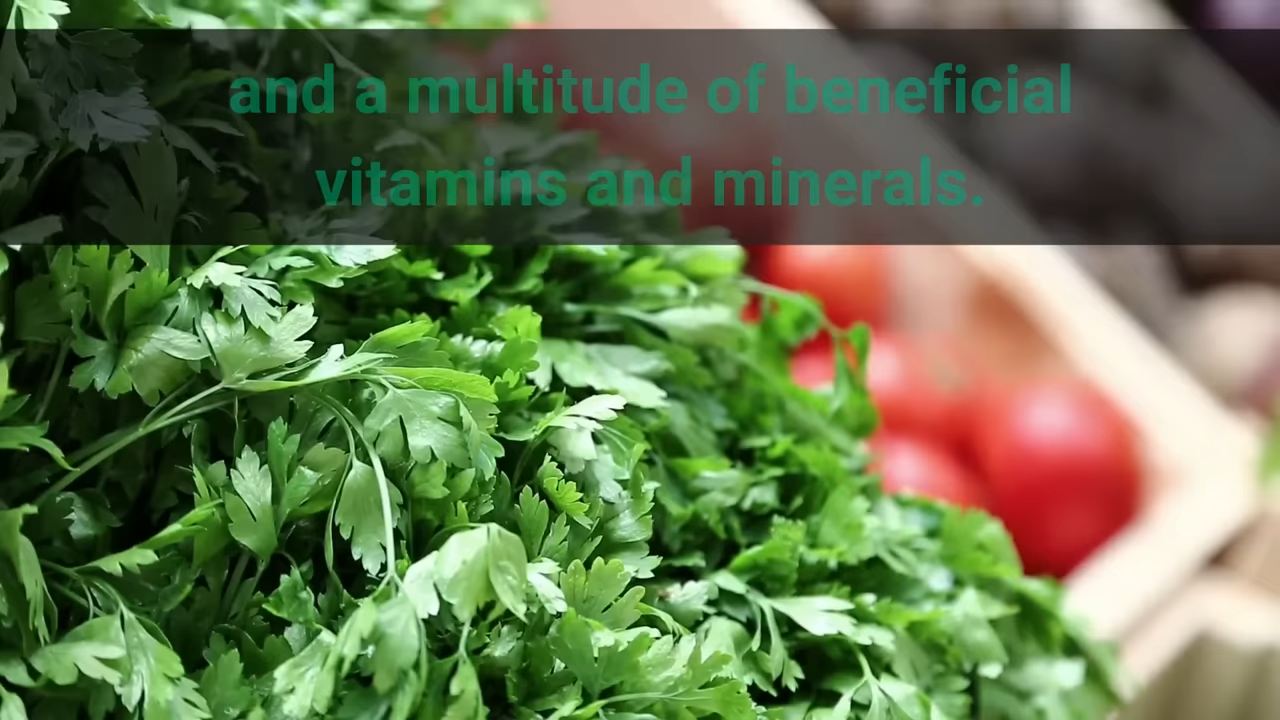 and a multitude of beneficial
vitamins and minerals.